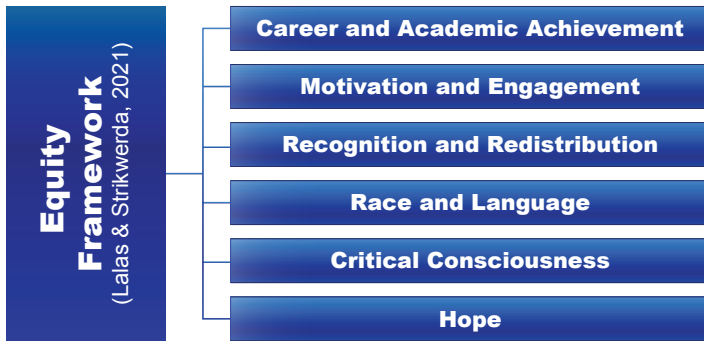 Equity
Framework
(Lalas & Strikwerda, 2021)
Career and Academic Achievement
Motivation and Engagement
Recognition and Redistribution
Race and Language
Critical Consciousness
Hope